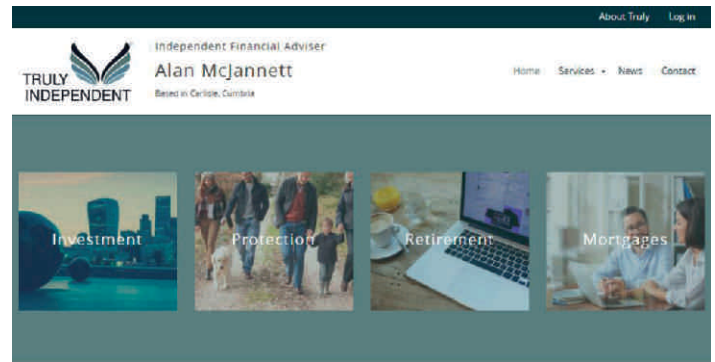 About Truly Log in
Independent Financial Adviser
Alan McJannett
Based in Carlisle, Cumbria
TRULY
INDEPENDENT
Home Services News Contact
Investment Protection Retirement Mortgages